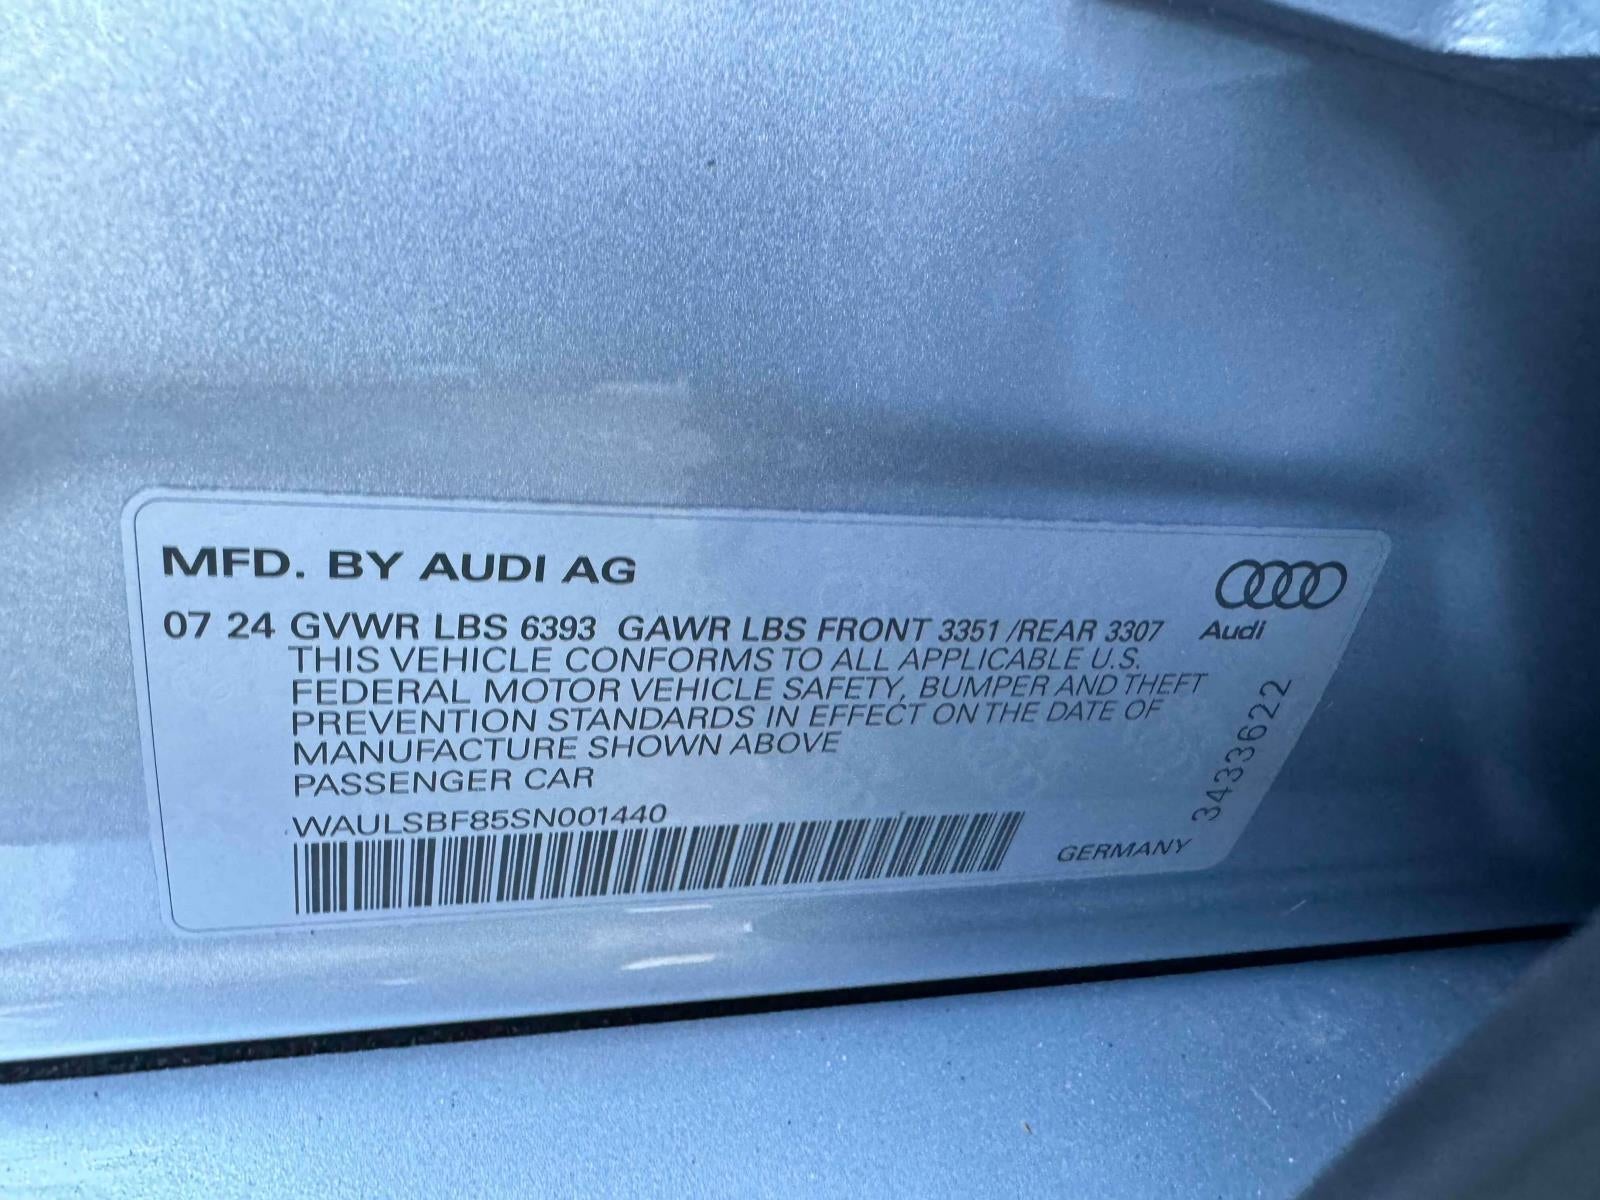 MFD. BY AUDI AG
07 24 GVWR LBS 6393 GAWR LBS FRONT 3351 /REAR 3307
Audi
THIS VEHICLE CONFORMS TO ALL APPLICABLE U.S.
FEDERAL MOTOR VEHICLE SAFETY, BUMPER AND THEFT
PREVENTION STANDARDS IN EFFECT ON THE DATE OF
MANUFACTURE SHOWN ABOVE
PASSENGER CAR
WAULSBF85SN001440
GERMANY
3433622